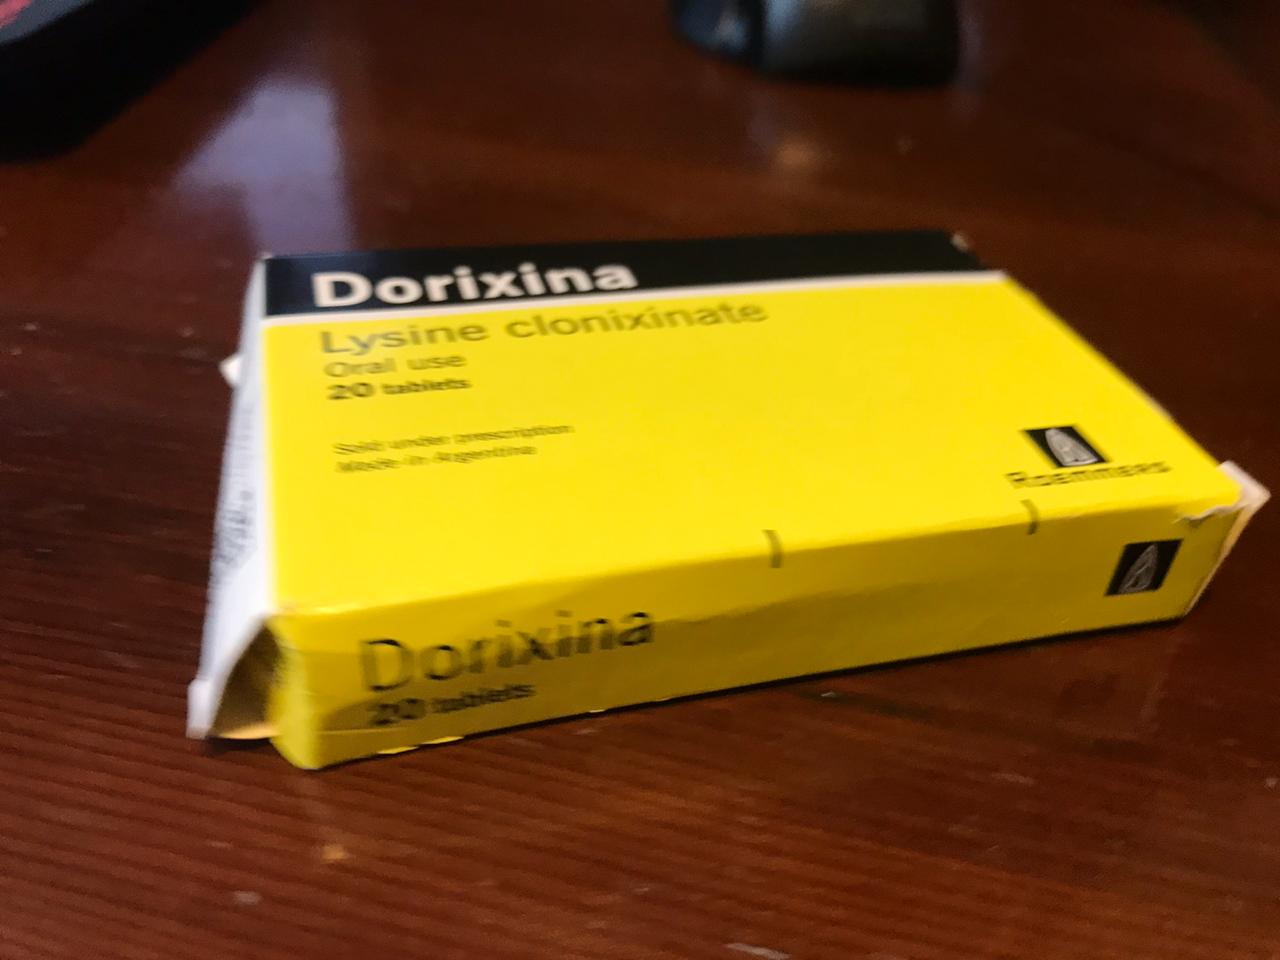 Dorixina
Lysine clonixinate
Oral use
20 tablets
Sold under prescription
Made in Argentina
Roemmers
Dorixina
20 tablets